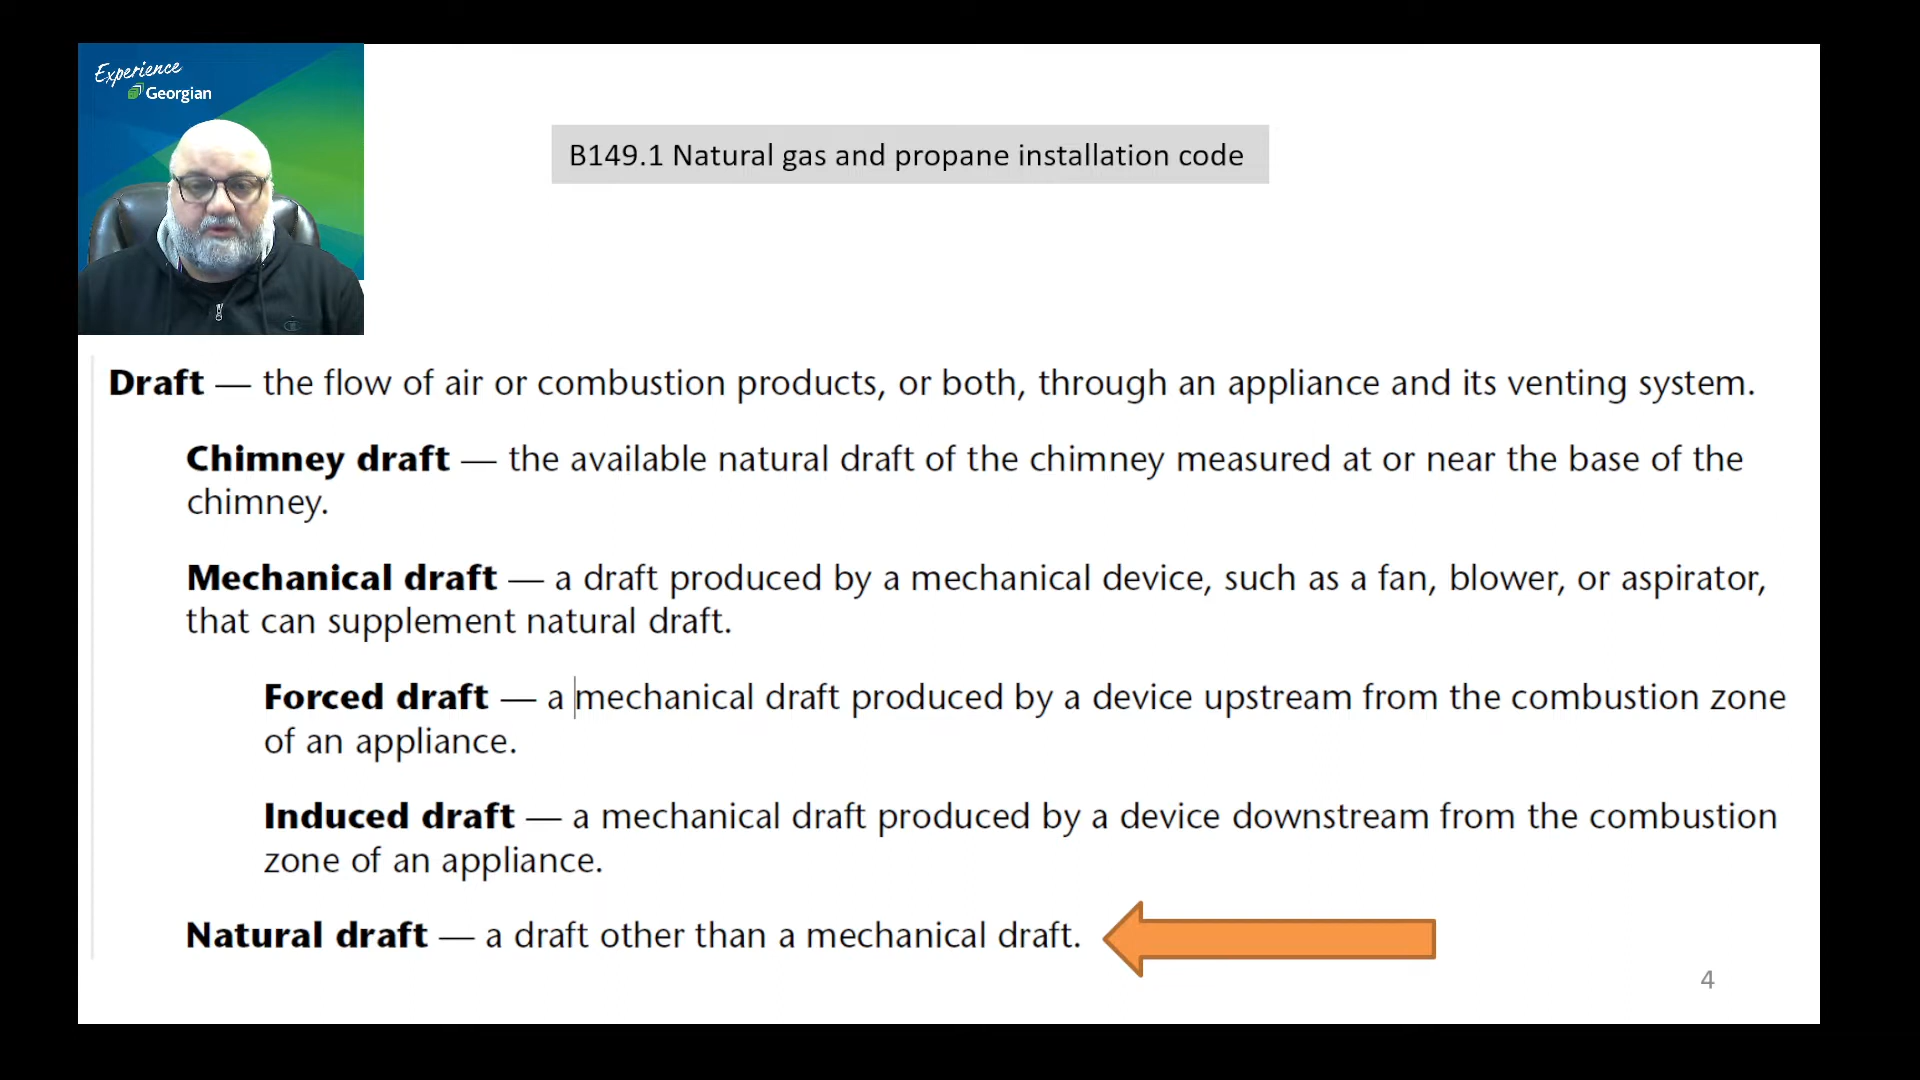 Experience
Georgian
B149.1 Natural gas and propane installation code
Draft — the flow of air or combustion products, or both, through an appliance and its venting system.
Chimney draft — the available natural draft of the chimney measured at or near the base of the
chimney.
Mechanical draft — a draft produced by a mechanical device, such as a fan, blower, or aspirator,
that can supplement natural draft.
Forced draft — a mechanical draft produced by a device upstream from the combustion zone
of an appliance.
Induced draft — a mechanical draft produced by a device downstream from the combustion
zone of an appliance.
Natural draft — a draft other than a mechanical draft.
4